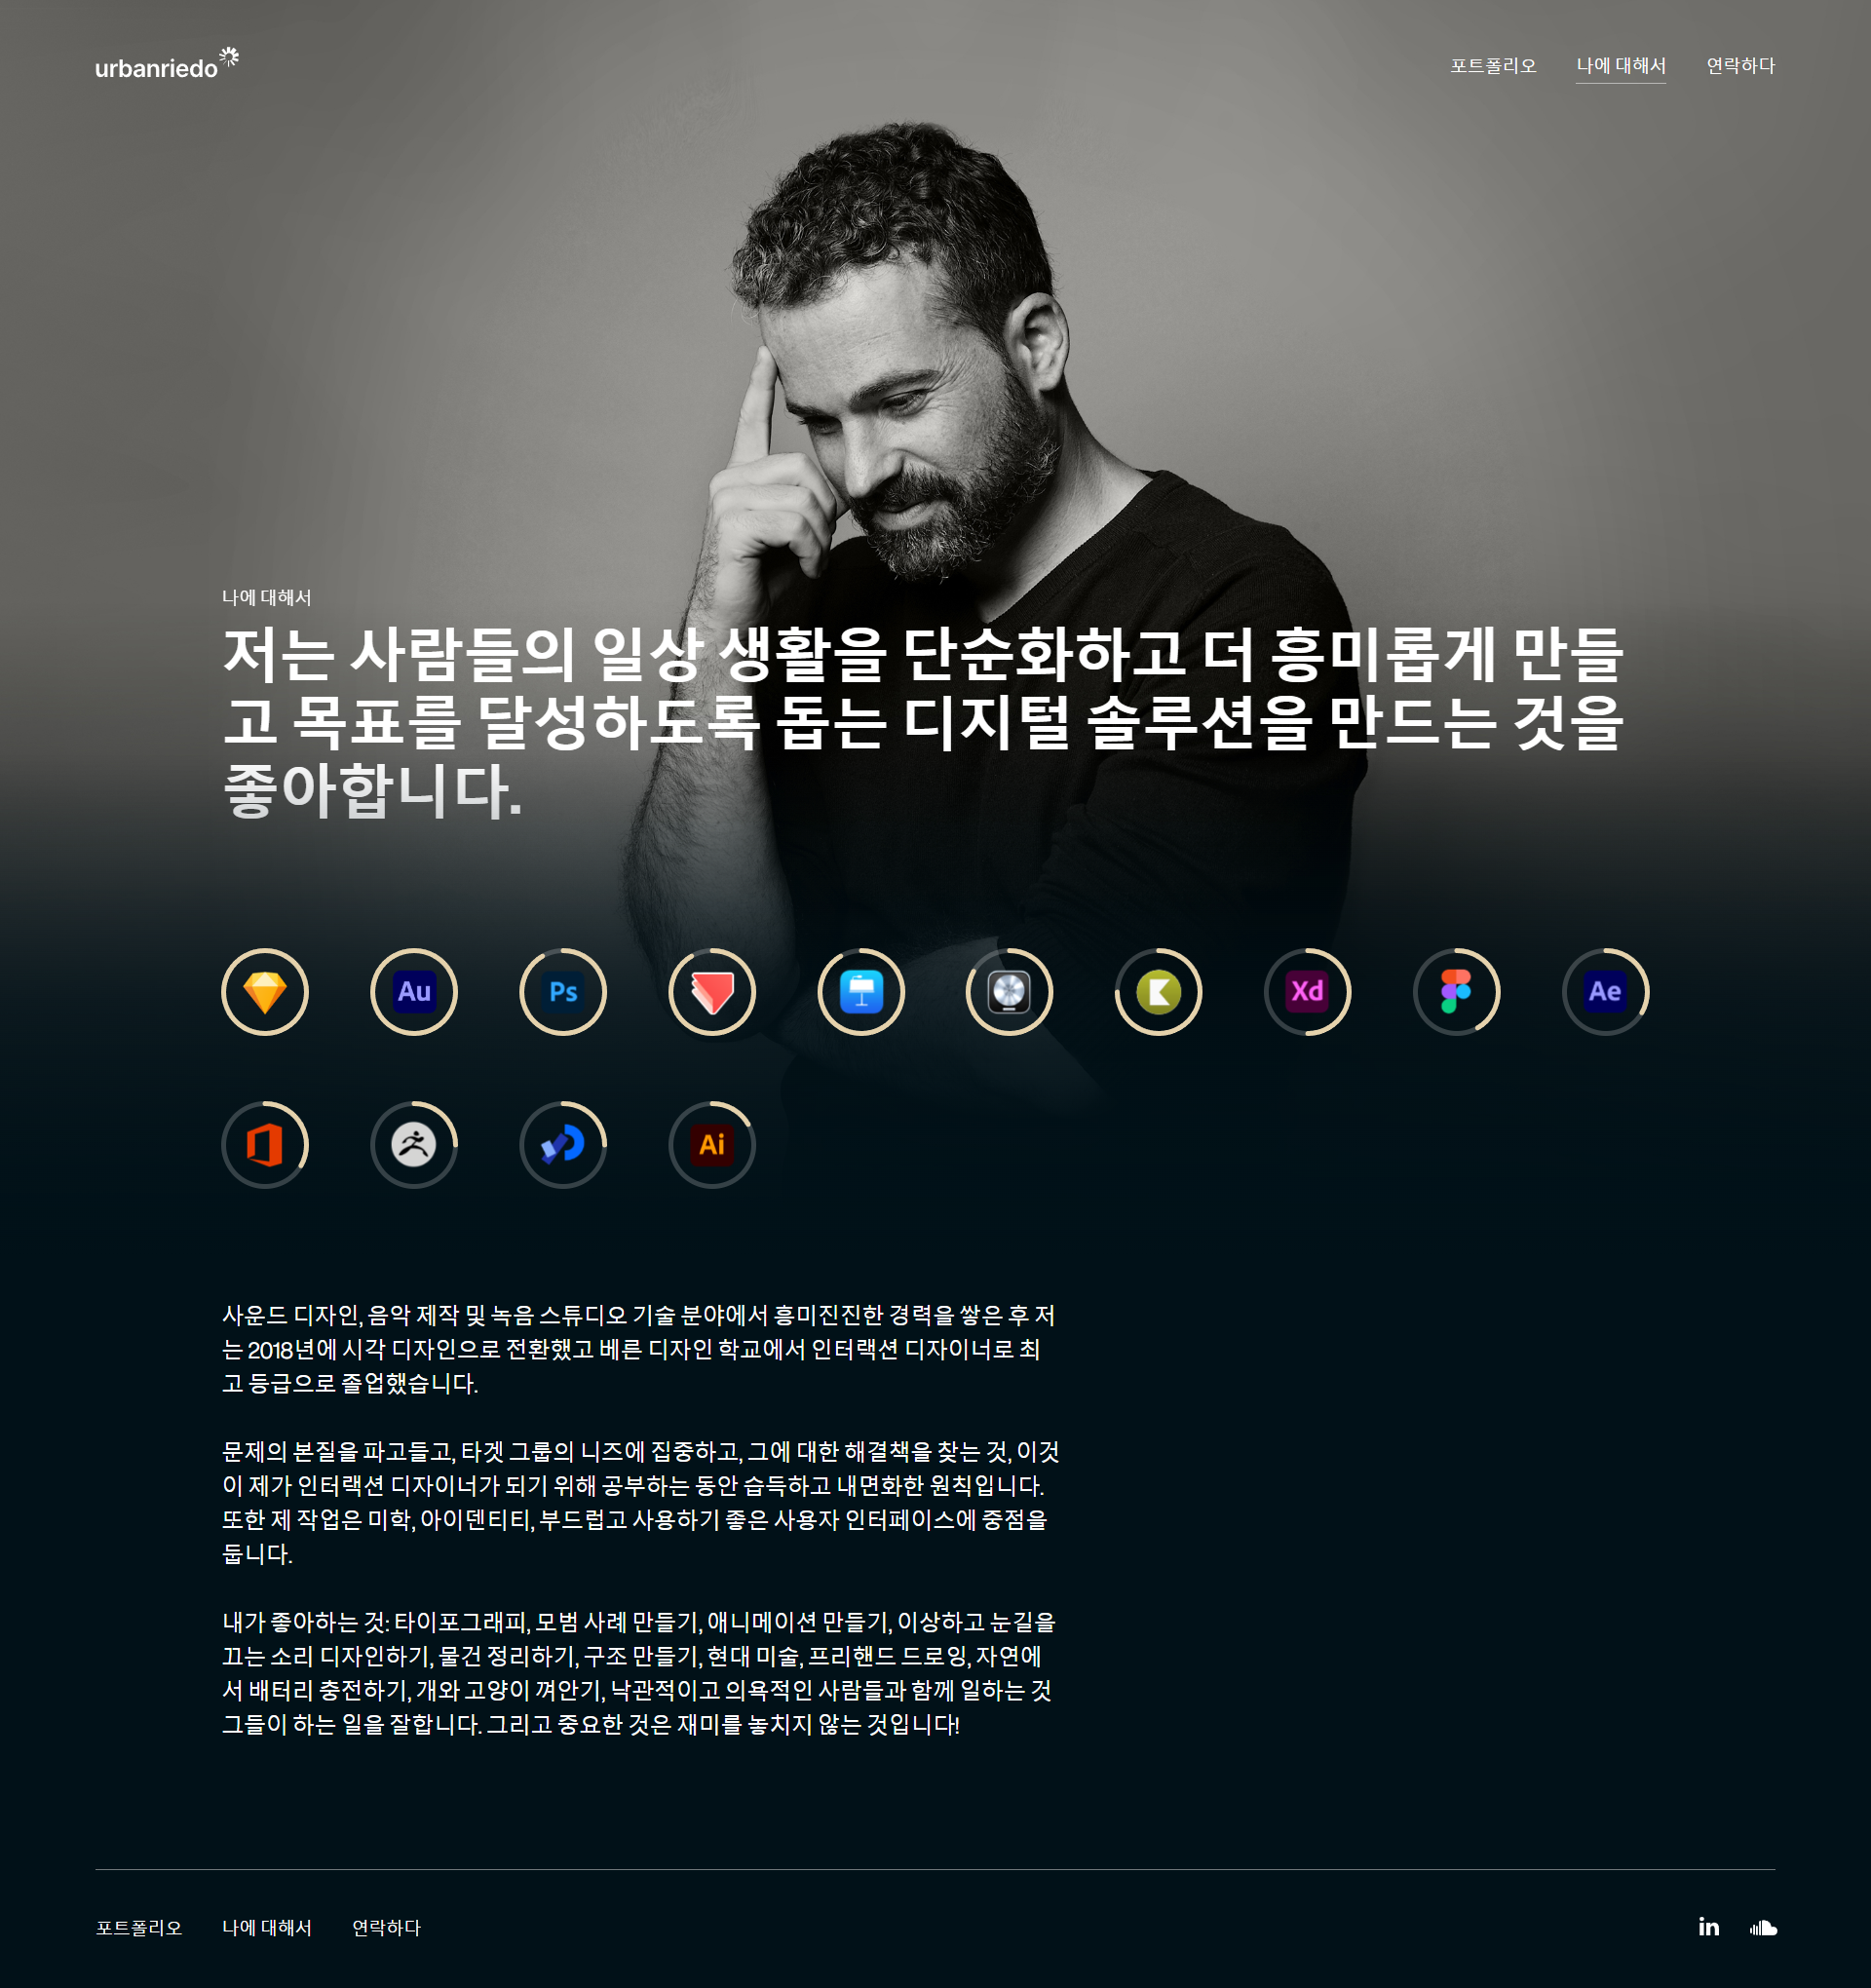 urbanriedo
포트폴리오 나에 대해서 연락하다
나에 대해서
저는 사람들의 일상 생활을 단순화하고 더 흥미롭게 만들
고 목표를 달성하도록 돕는 디지털 솔루션을 만드는 것을
좋아합니다.
Au Ps Xd Ae
Ai
사운드 디자인, 음악 제작 및 녹음 스튜디오 기술 분야에서 흥미진진한 경력을 쌓은 후 저
는 2018년에 시각 디자인으로 전환했고 베른 디자인 학교에서 인터랙션 디자이너로 최
고 등급으로 졸업했습니다.
문제의 본질을 파고들고, 타겟 그룹의 니즈에 집중하고, 그에 대한 해결책을 찾는 것, 이것
이 제가 인터랙션 디자이너가 되기 위해 공부하는 동안 습득하고 내면화한 원칙입니다.
또한 제 작업은 미학, 아이덴티티, 부드럽고 사용하기 좋은 사용자 인터페이스에 중점을
둡니다.
내가 좋아하는 것: 타이포그래피, 모범 사례 만들기, 애니메이션 만들기, 이상하고 눈길을
끄는 소리 디자인하기, 물건 정리하기, 구조 만들기, 현대 미술, 프리핸드 드로잉, 자연에
서 배터리 충전하기, 개와 고양이 껴안기, 낙관적이고 의욕적인 사람들과 함께 일하는 것
그들이 하는 일을 잘합니다. 그리고 중요한 것은 재미를 놓치지 않는 것입니다!
포트폴리오 나에 대해서 연락하다 in